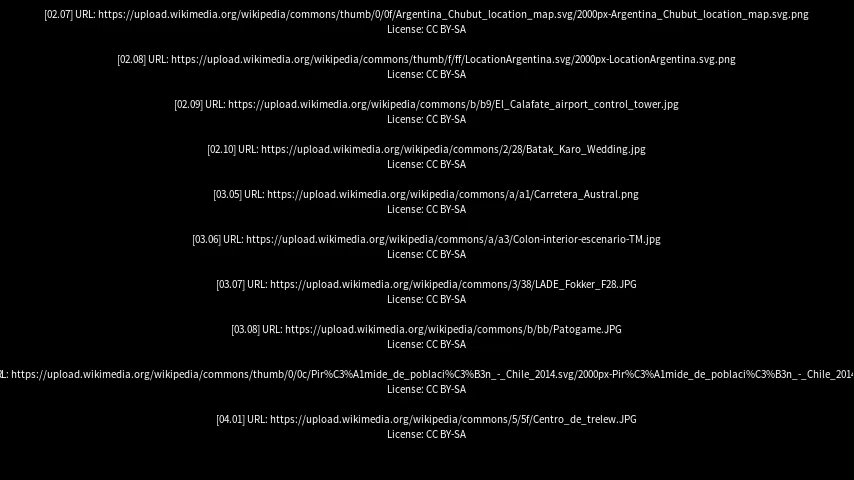 [02.07] URL: https://upload.wikimedia.org/wikipedia/commons/thumb/0/0f/Argentina_Chubut_location_map.svg/2000px-Argentina_Chubut_location_map.svg.png
License: CC BY-SA
[02.08] URL: https://upload.wikimedia.org/wikipedia/commons/thumb/f/ff/LocationArgentina.svg/2000px-LocationArgentina.svg.png
License: CC BY-SA
[02.09] URL: https://upload.wikimedia.org/wikipedia/commons/b/b9/El_Calafate_airport_control_tower.jpg
License: CC BY-SA
[02.10] URL: https://upload.wikimedia.org/wikipedia/commons/2/28/Batak_Karo_Wedding.jpg
License: CC BY-SA
[03.05] URL: https://upload.wikimedia.org/wikipedia/commons/a/a1/Carretera_Austral.png
License: CC BY-SA
[03.06] URL: https://upload.wikimedia.org/wikipedia/commons/a/a3/Colon-interior-escenario-TM.jpg
License: CC BY-SA
[03.07] URL: https://upload.wikimedia.org/wikipedia/commons/3/38/LADE_Fokker_F28.JPG
License: CC BY-SA
[03.08] URL: https://upload.wikimedia.org/wikipedia/commons/b/bb/Patogame.JPG
License: CC BY-SA
L: https://upload.wikimedia.org/wikipedia/commons/thumb/0/0c/Pir%C3%A1mide_de_poblaci%C3%B3n_-_Chile_2014.svg/2000px-Pir%C3%A1mide_de_poblaci%C3%B3n_-_Chile_2014
License: CC BY-SA
[04.01] URL: https://upload.wikimedia.org/wikipedia/commons/5/5f/Centro_de_trelew.JPG
License: CC BY-SA